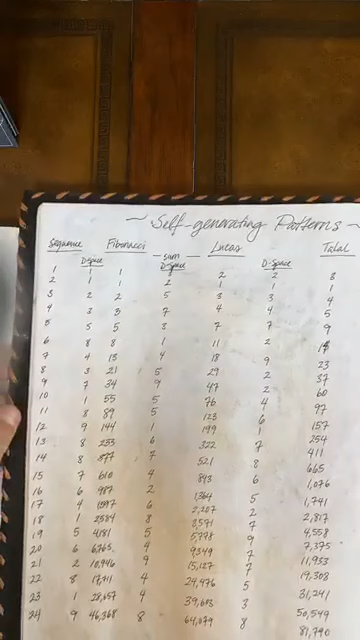 ~ Self-generating Patterns ~
Sequence Fibonacci Lucas Total
D-Space sum D-Space D-Space
1 1 1 2 2 3
2 1 1 2 1 1 1
3 2 2 5 3 3 4
4 3 3 7 4 4 5
5 5 5 8 7 7 9
6 8 8 1 11 2
7 4 13 4 18 9 23
8 3 21 5 29 2 37
9 7 34 9 47 2 60
10 1 55 5 76 4 97
11 8 89 5 123 6 157
12 9 144 1 199 1 254
13 8 233 6 322 7 411
14 8 377 7 521 8 665
15 7 610 4 843 6 1,076
16 6 987 2 1364 5 1,741
17 4 1597 6 2,207 2 2,817
18 1 2584 8 3,571 7 4,558
19 5 4181 5 5,778 9 7,375
20 6 6,765 4 9,349 7 11,933
21 2 10,946 9 15,127 7 19,308
22 8 17,711 4 24,476 5 31,241
23 1 28,657 4 39,603 3 50,549
24 9 46,368 8 64,079 8 81,790